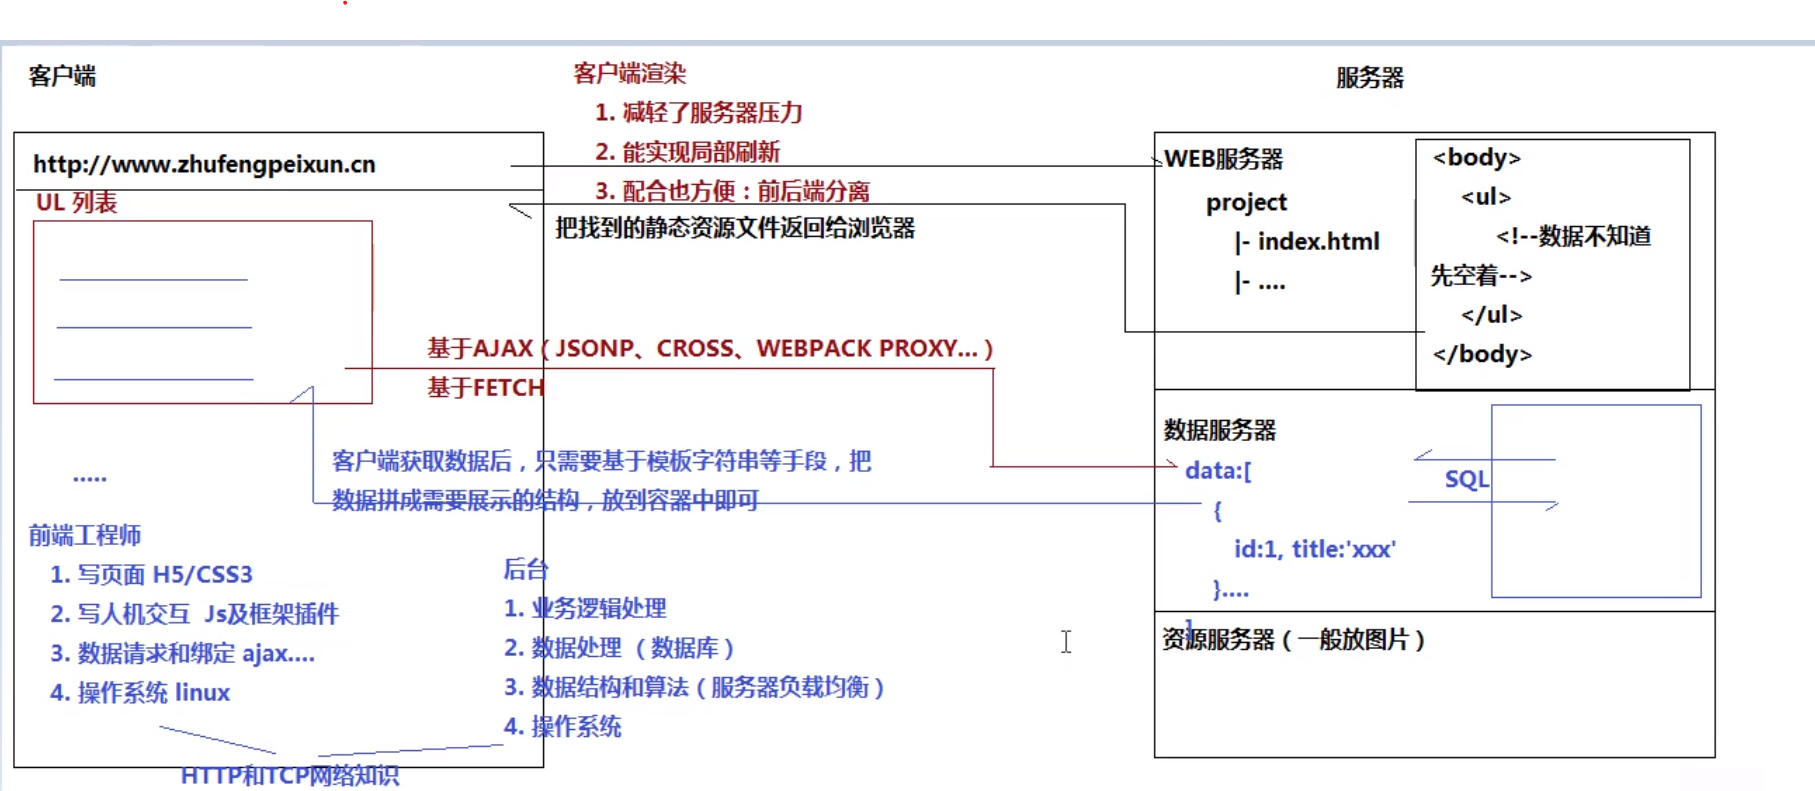 客户端
http://www.zhufengpeixun.cn
UL 列表
.....
前端工程师
1. 写页面 H5/CSS3
2. 写人机交互  Js及框架插件
3. 数据请求和绑定 ajax....
4. 操作系统 linux
HTTP和TCP网络知识
客户端渲染
1. 减轻了服务器压力
2. 能实现局部刷新
3. 配合也方便：前后端分离
把找到的静态资源文件返回给浏览器
基于AJAX（JSONP、CROSS、WEBPACK PROXY...）
基于FETCH
客户端获取数据后，只需要基于模板字符串等手段，把
数据拼成需要展示的结构，放到容器中即可
后台
1. 业务逻辑处理
2. 数据处理 （数据库）
3. 数据结构和算法（服务器负载均衡）
4. 操作系统
服务器
WEB服务器
project
|- index.html
|- ....
<body>
<ul>
<!--数据不知道
先空着-->
</ul>
</body>
数据服务器
data:[
{
id:1, title:'xxx'
}....
]
SQL
资源服务器（一般放图片）